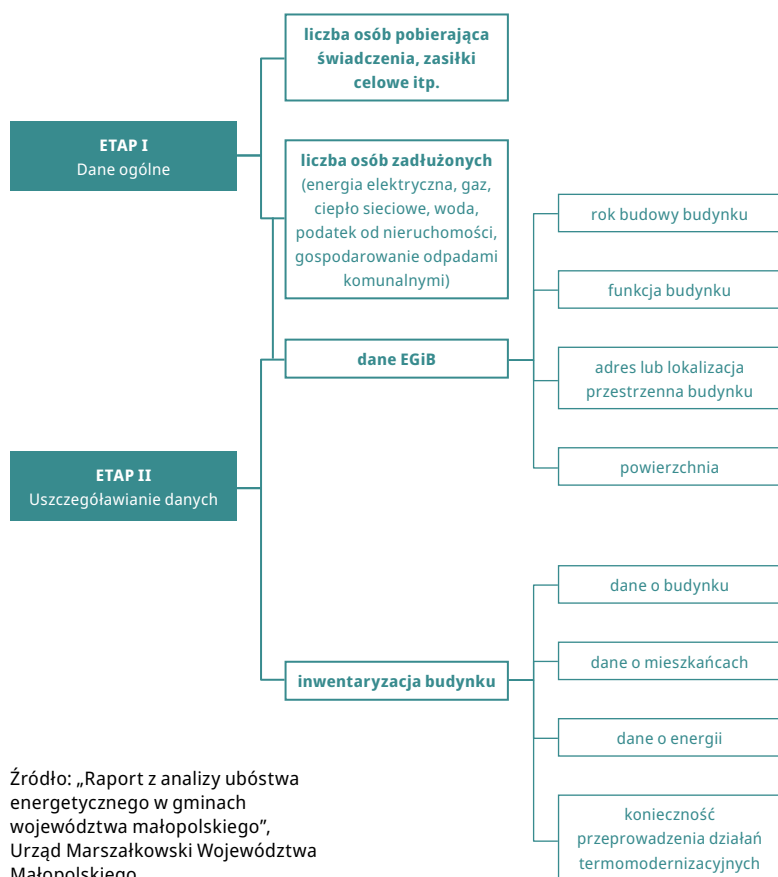 liczba osób pobierająca
świadczenia, zasiłki
celowe itp.
ETAP I
Dane ogólne
liczba osób zadłużonych
(energia elektryczna, gaz,
ciepło sieciowe, woda,
podatek od nieruchomości,
gospodarowanie odpadami
komunalnymi)
dane EGiB
rok budowy budynku
funkcja budynku
adres lub lokalizacja
przestrzenna budynku
powierzchnia
ETAP II
Uszczegóławianie danych
inwentaryzacja budynku
dane o budynku
dane o mieszkańcach
dane o energii
konieczność
przeprowadzenia działań
termomodernizacyjnych
Źródło: „Raport z analizy ubóstwa
energetycznego w gminach
województwa małopolskiego”,
Urząd Marszałkowski Województwa
Małopolskiego